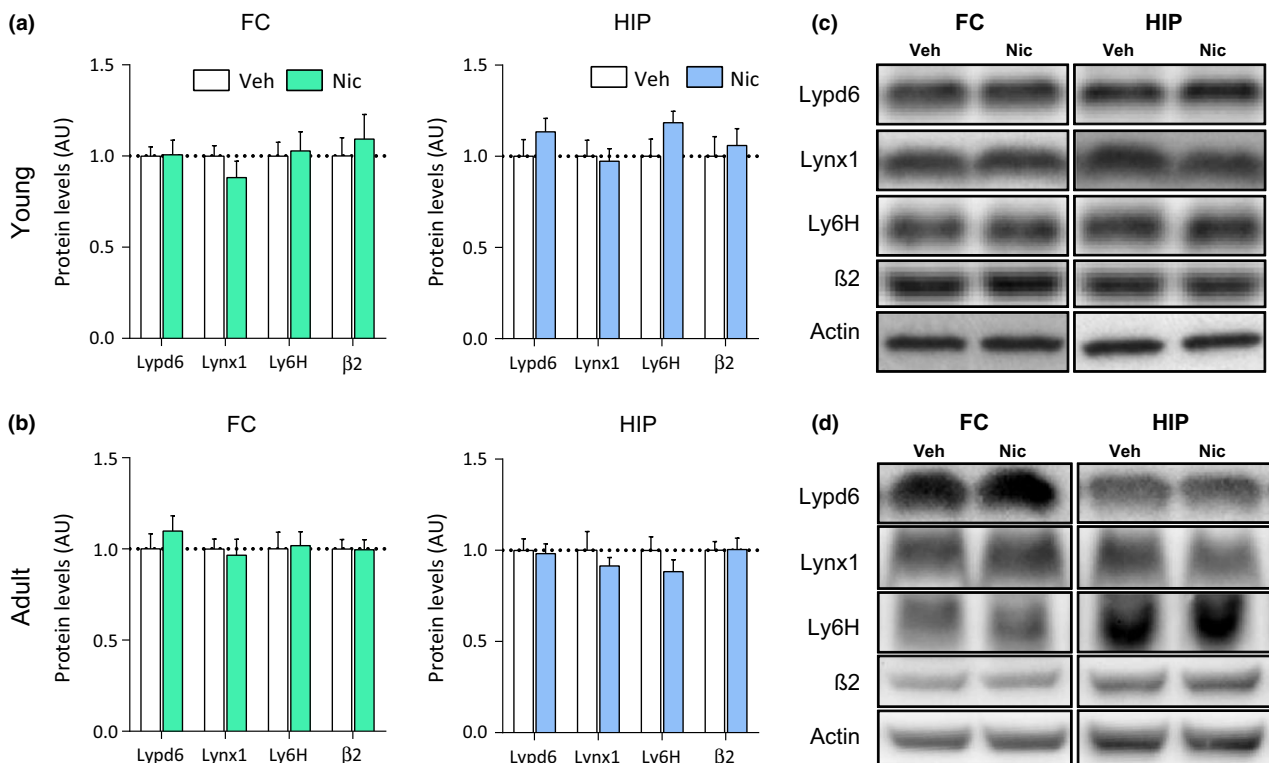 (a)
FC
HIP
Young
Protein levels (AU)
1.5
1.0
0.5
0.0
Veh
Nic
Lypd6
Lynx1
Ly6H
β2
Protein levels (AU)
1.5
1.0
0.5
0.0
Veh
Nic
Lypd6
Lynx1
Ly6H
β2
(c)
FC
HIP
Veh
Nic
Veh
Nic
Lypd6
Lynx1
Ly6H
ß2
Actin
(b)
FC
HIP
Adult
Protein levels (AU)
1.5
1.0
0.5
0.0
Lypd6
Lynx1
Ly6H
β2
Protein levels (AU)
1.5
1.0
0.5
0.0
Lypd6
Lynx1
Ly6H
β2
(d)
FC
HIP
Veh
Nic
Veh
Nic
Lypd6
Lynx1
Ly6H
ß2
Actin